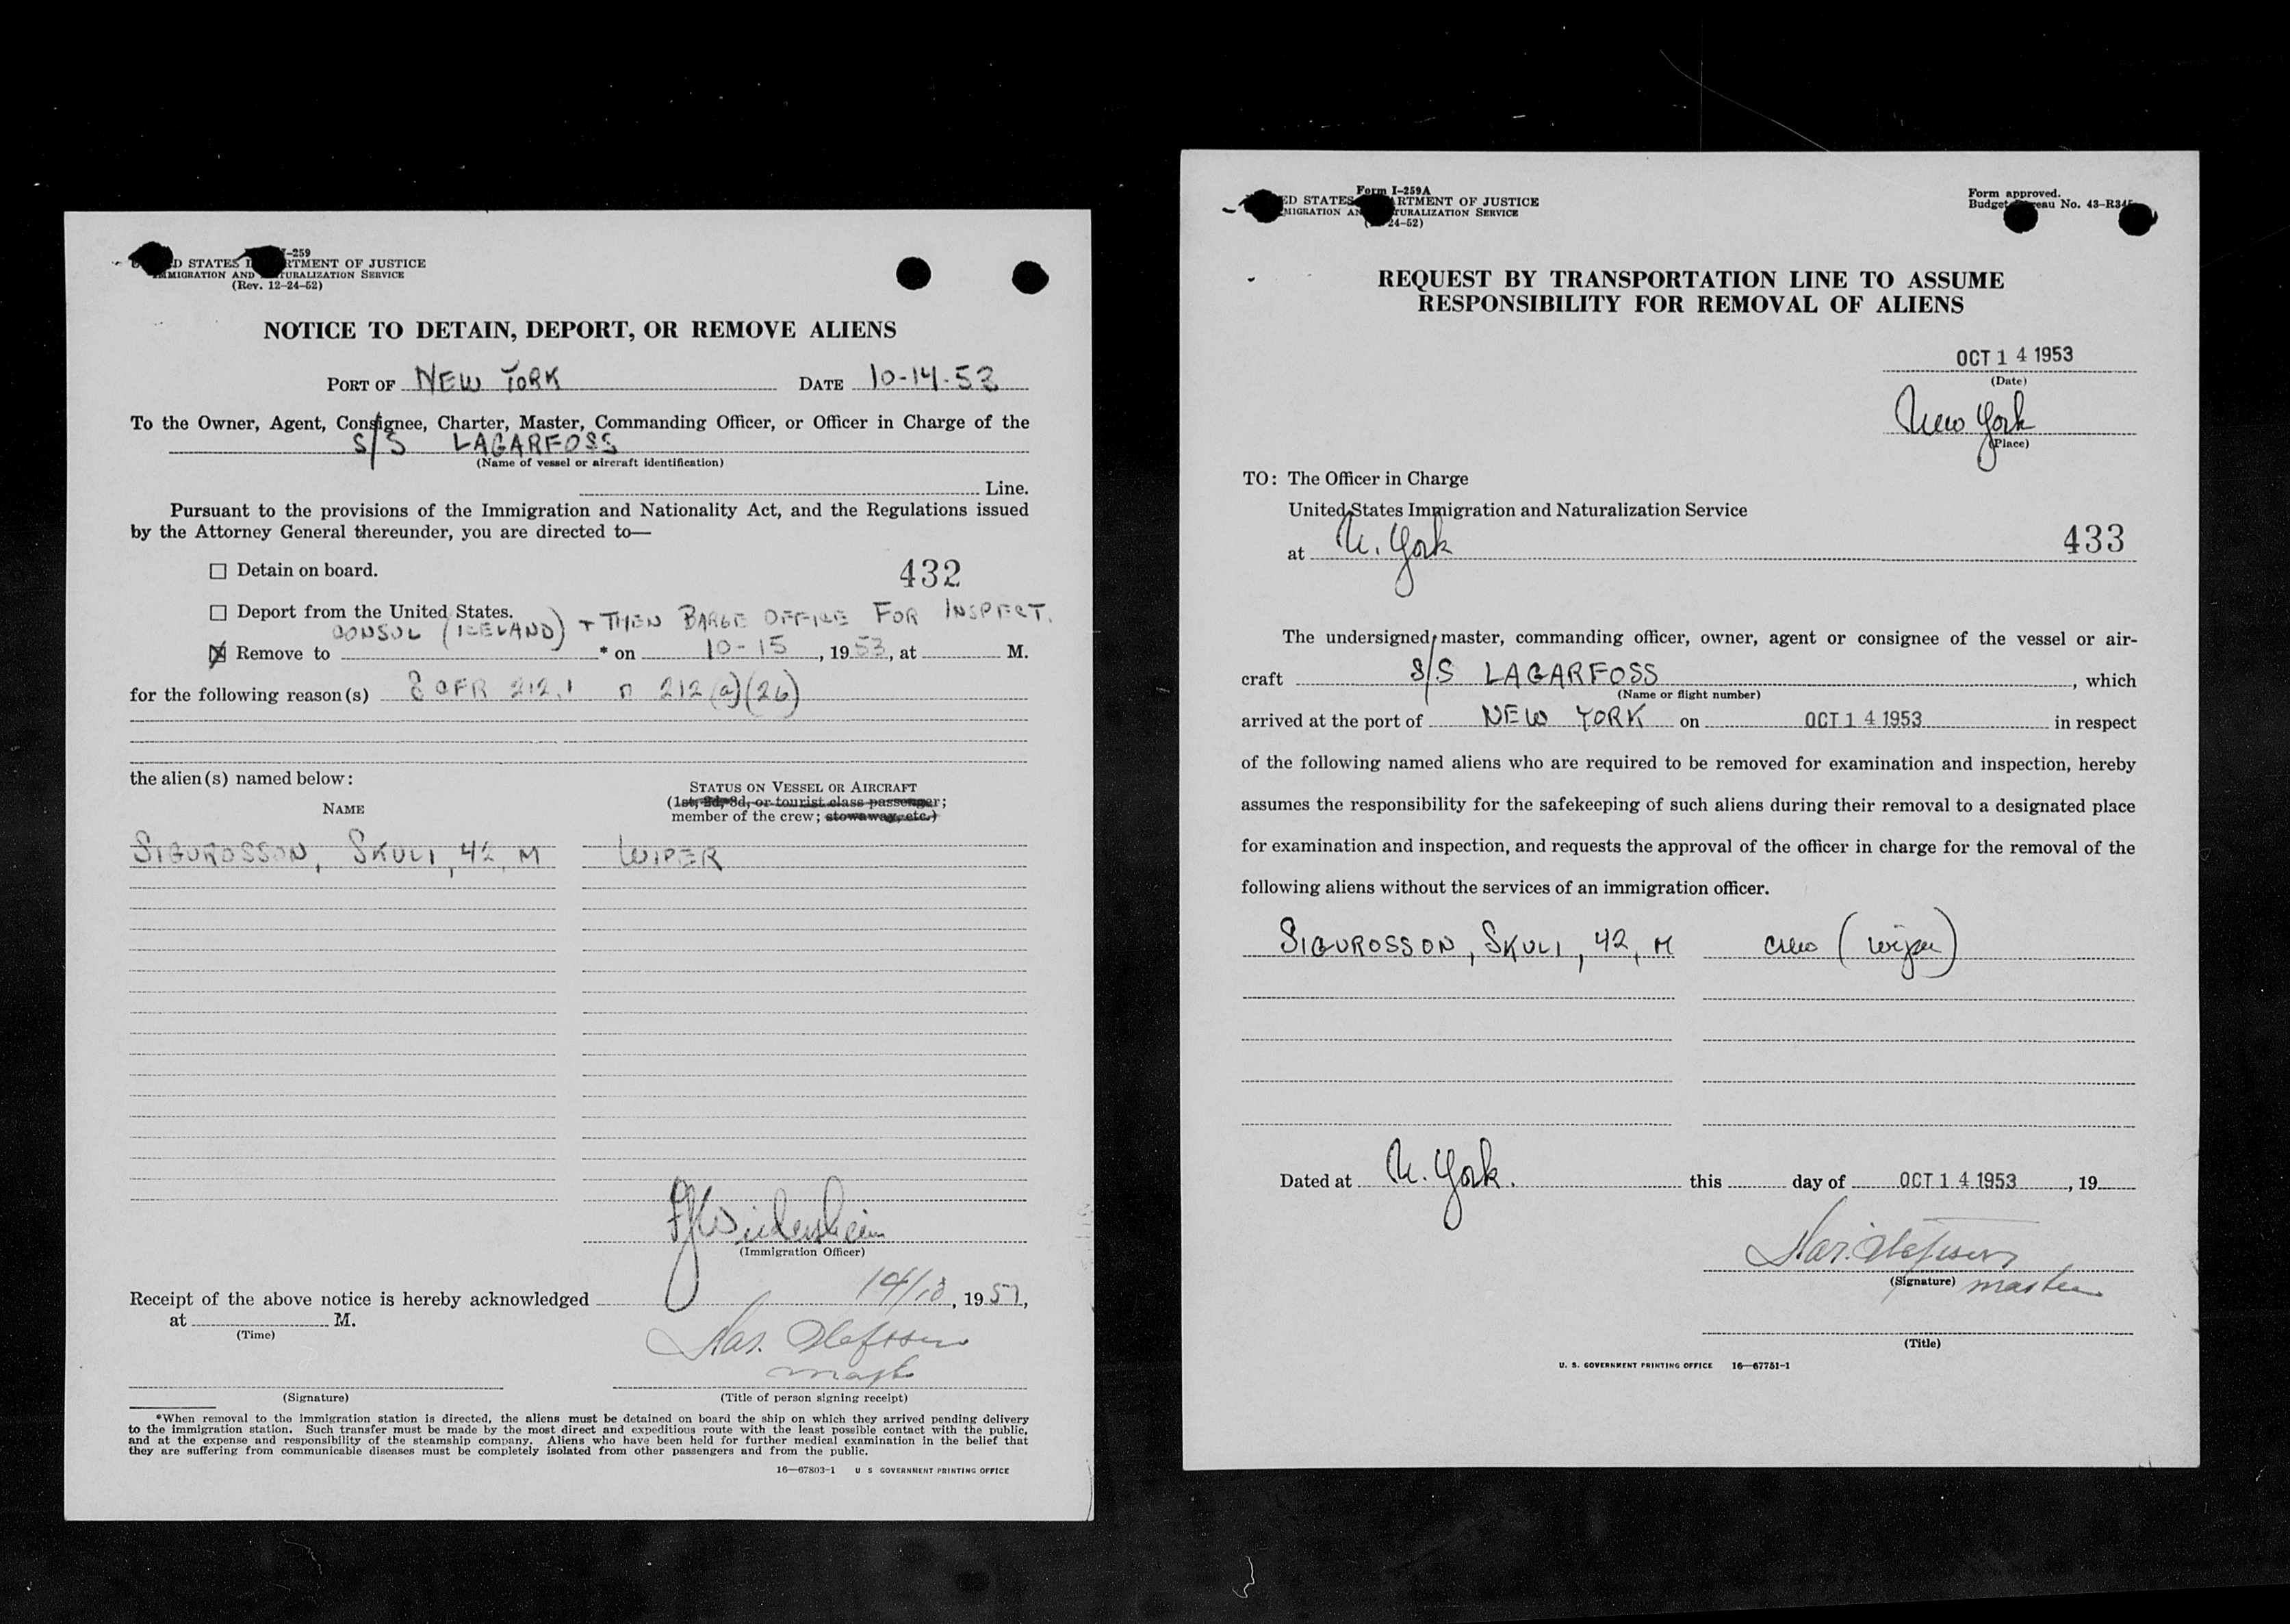 -259
D STATES DEPARTMENT OF JUSTICE
IMMIGRATION AND NATURALIZATION SERVICE
(Rev. 12-24-52)
NOTICE TO DETAIN, DEPORT, OR REMOVE ALIENS
PORT OF NEW YORK DATE 10-14-53
To the Owner, Agent, Consignee, Charter, Master, Commanding Officer, or Officer in Charge of the
S/S LAGARFOSS
(Name of vessel or aircraft identification)
Line.
Pursuant to the provisions of the Immigration and Nationality Act, and the Regulations issued
by the Attorney General thereunder, you are directed to—
☐ Detain on board.
432
☐ Deport from the United States.
CONSUL (ICELAND) + THEN BARGE OFFICE FOR INSPECT.
☒ Remove to * on 10-15, 1953, at M.
for the following reason(s) 8 CFR 212.1 212(a)(26)
the alien(s) named below:
NAME
STATUS ON VESSEL OR AIRCRAFT
(1st, 2d, 3d, or tourist class passenger;
member of the crew; stowaway, etc.)
SIGUROSSON, SKULI, 42, M WIPER
(Immigration Officer)
Receipt of the above notice is hereby acknowledged 14/10, 1953,
at M.
(Time)
Olafsson
(Signature)
(Title of person signing receipt)
*When removal to the immigration station is directed, the aliens must be detained on board the ship on which they arrived pending delivery
to the immigration station. Such transfer must be made by the most direct and expeditious route with the least possible contact with the public,
and at the expense and responsibility of the steamship company. Aliens who have been held for further medical examination in the belief that
they are suffering from communicable diseases must be completely isolated from other passengers and from the public.
16—67803-1 U S GOVERNMENT PRINTING OFFICE
Form I-259A
ED STATES DEPARTMENT OF JUSTICE
MIGRATION AND NATURALIZATION SERVICE
24-52)
Form approved.
Budget Bureau No. 43-R345
REQUEST BY TRANSPORTATION LINE TO ASSUME
RESPONSIBILITY FOR REMOVAL OF ALIENS
OCT 14 1953
(Date)
New York
(Place)
TO: The Officer in Charge
United States Immigration and Naturalization Service
at N. York
433
The undersigned master, commanding officer, owner, agent or consignee of the vessel or air-
craft S/S LAGARFOSS, which
(Name or flight number)
arrived at the port of NEW YORK on OCT 14 1953 in respect
of the following named aliens who are required to be removed for examination and inspection, hereby
assumes the responsibility for the safekeeping of such aliens during their removal to a designated place
for examination and inspection, and requests the approval of the officer in charge for the removal of the
following aliens without the services of an immigration officer.
SIGUROSSON, SKULI, 42, M crew (wiper)
Dated at N. York. this day of OCT 14 1953, 19
(Signature) master
(Title)
U. S. GOVERNMENT PRINTING OFFICE 16—67751-1